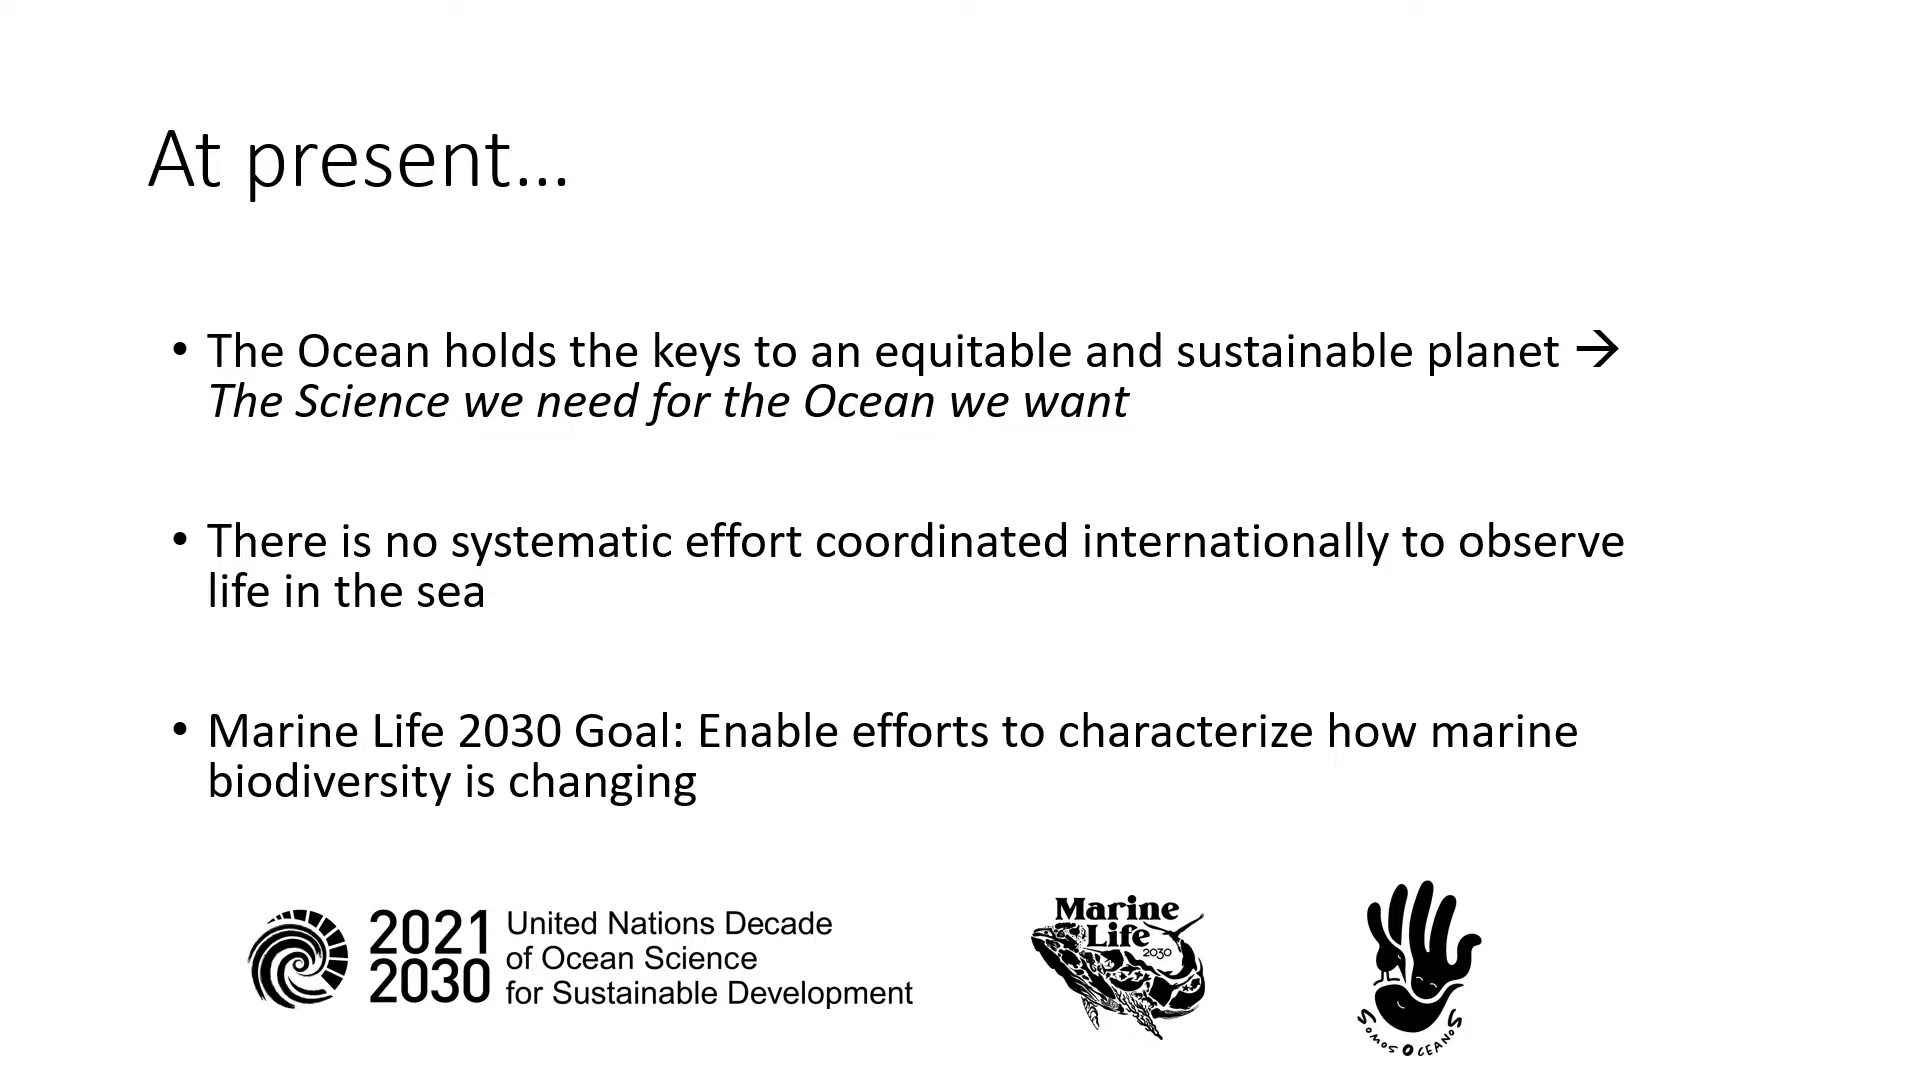 At present…
• The Ocean holds the keys to an equitable and sustainable planet →
The Science we need for the Ocean we want
• There is no systematic effort coordinated internationally to observe
life in the sea
• Marine Life 2030 Goal: Enable efforts to characterize how marine
biodiversity is changing
2021
2030
United Nations Decade
of Ocean Science
for Sustainable Development
Marine
Life
2030
SOMOS OCEANOS